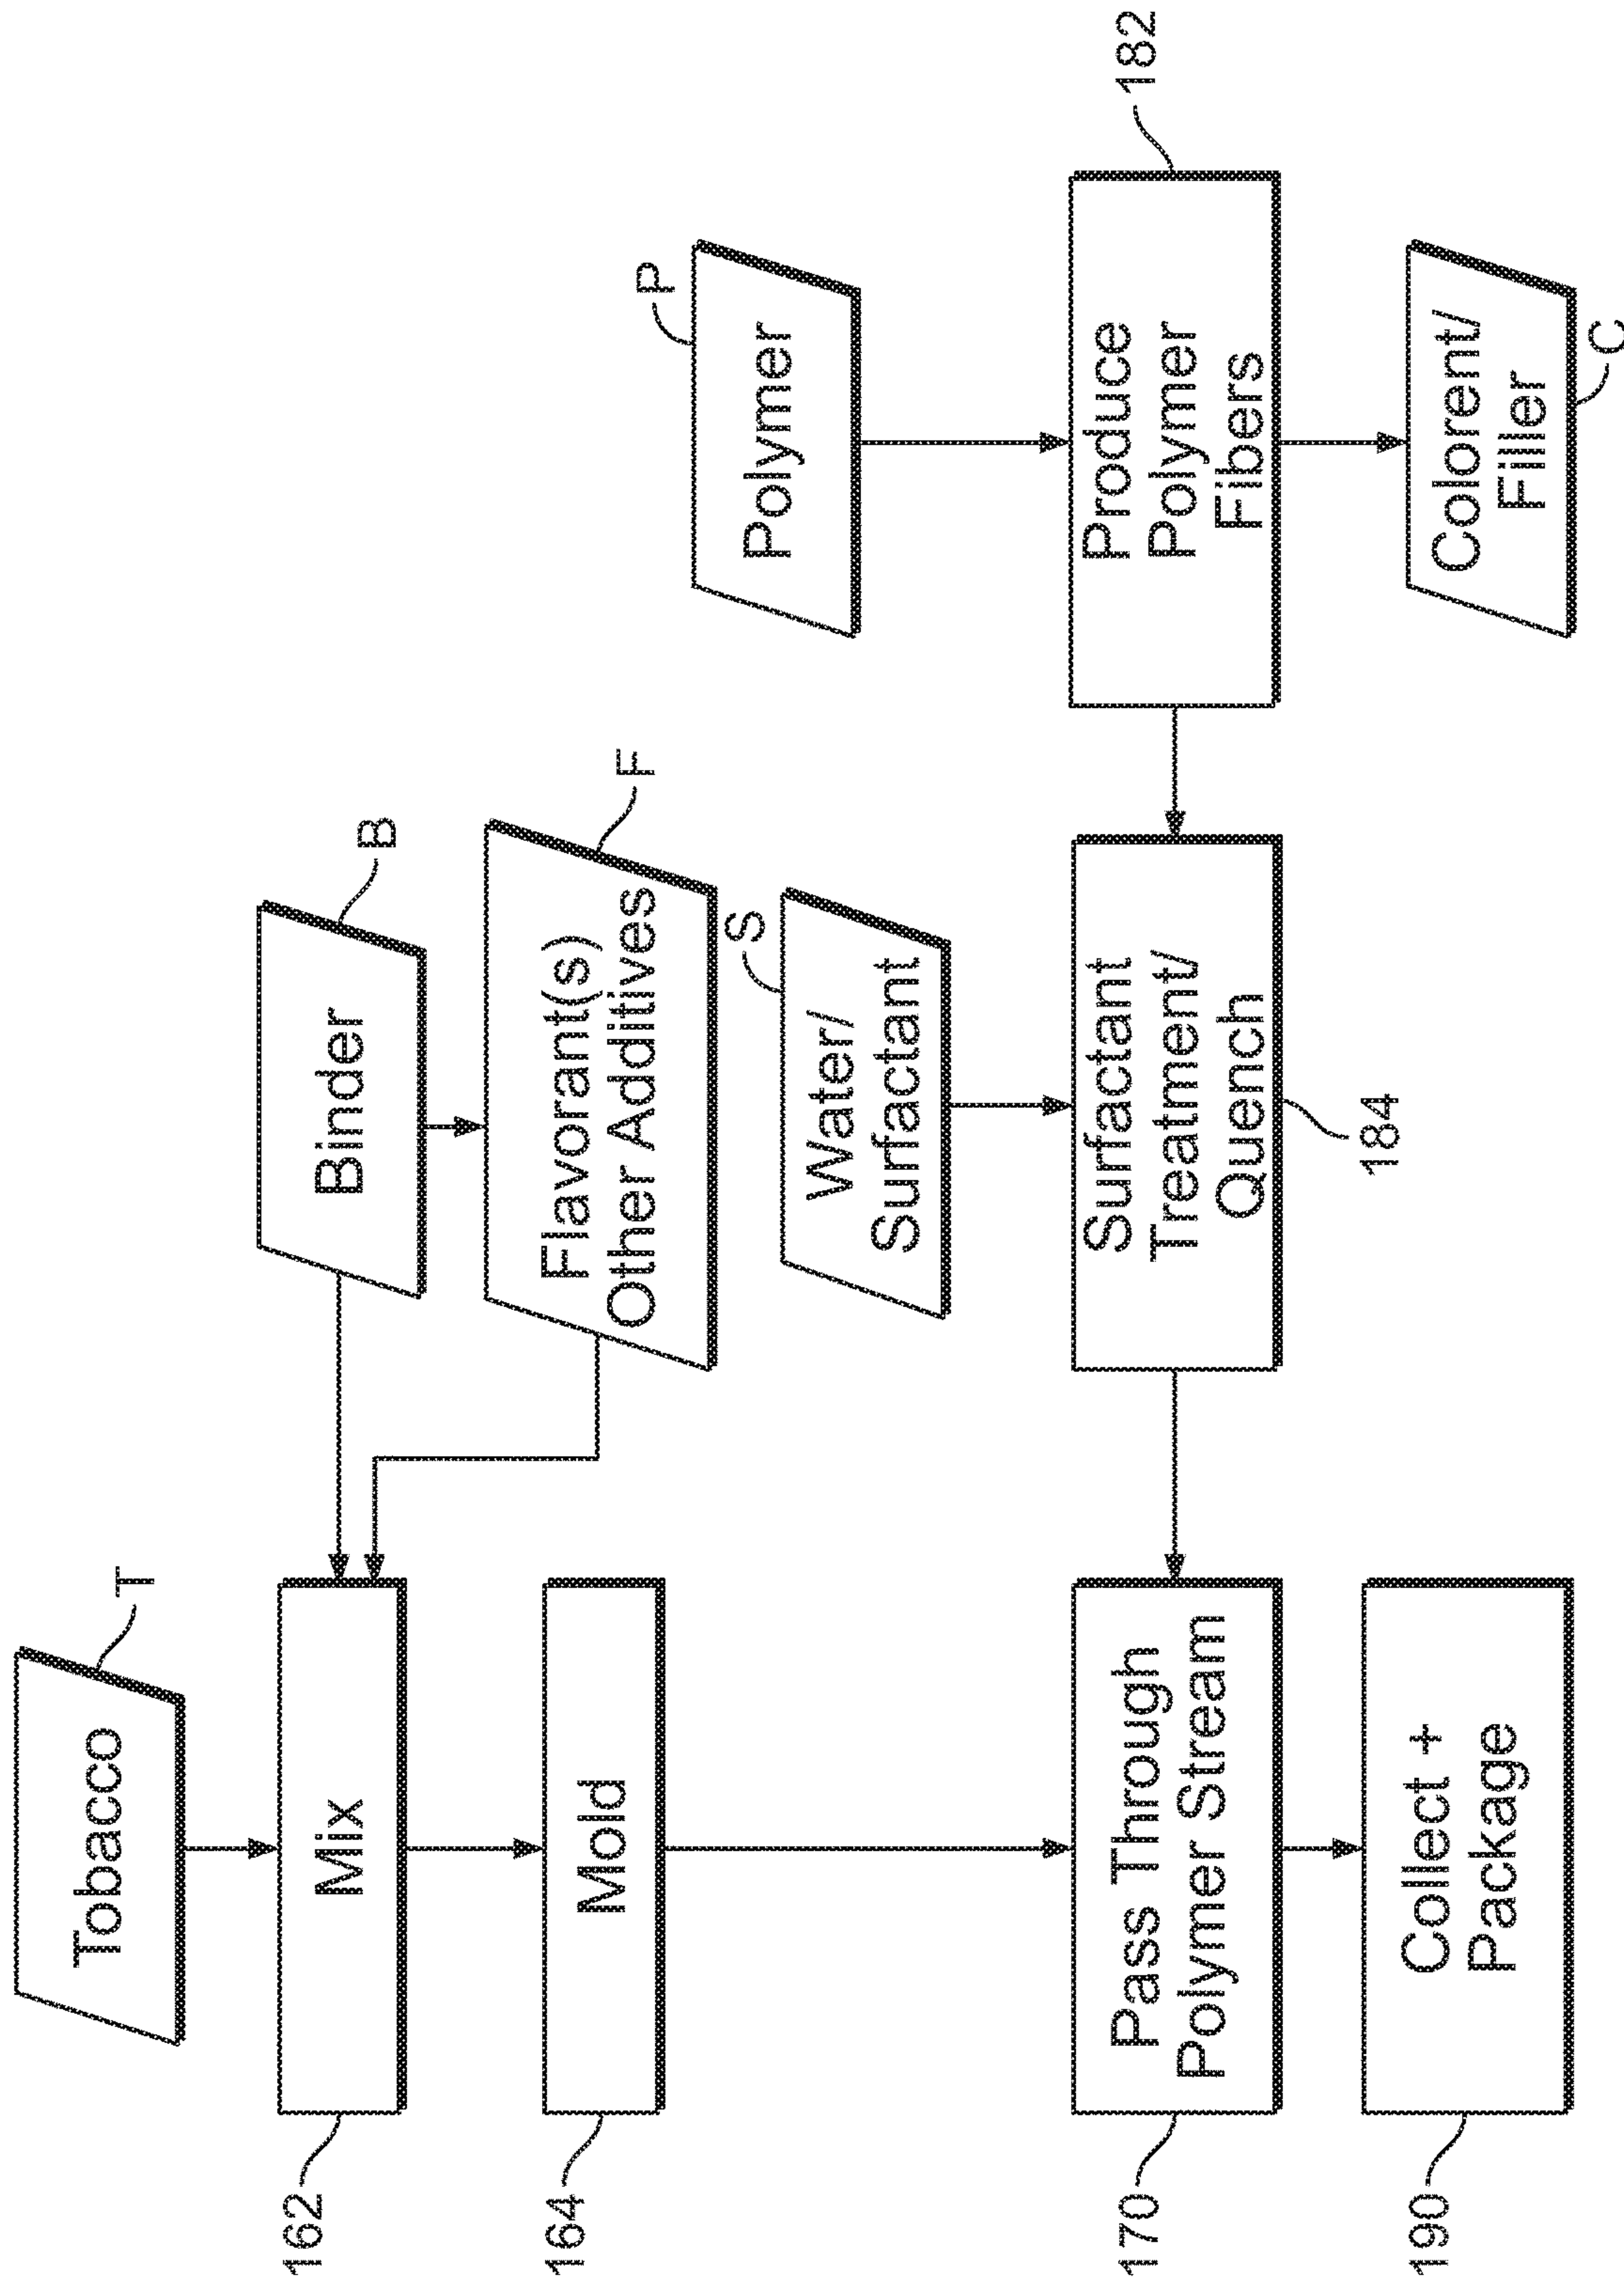 Tobacco
T
162
Mix
Binder
B
Flavorant(s)
Other Additives
F
164
Mold
Water/
Surfactant
S
Polymer
P
170
Pass Through
Polymer Stream
Surfactant
Treatment/
Quench
184
Produce
Polymer
Fibers
182
190
Collect +
Package
Colorent/
Filler
C